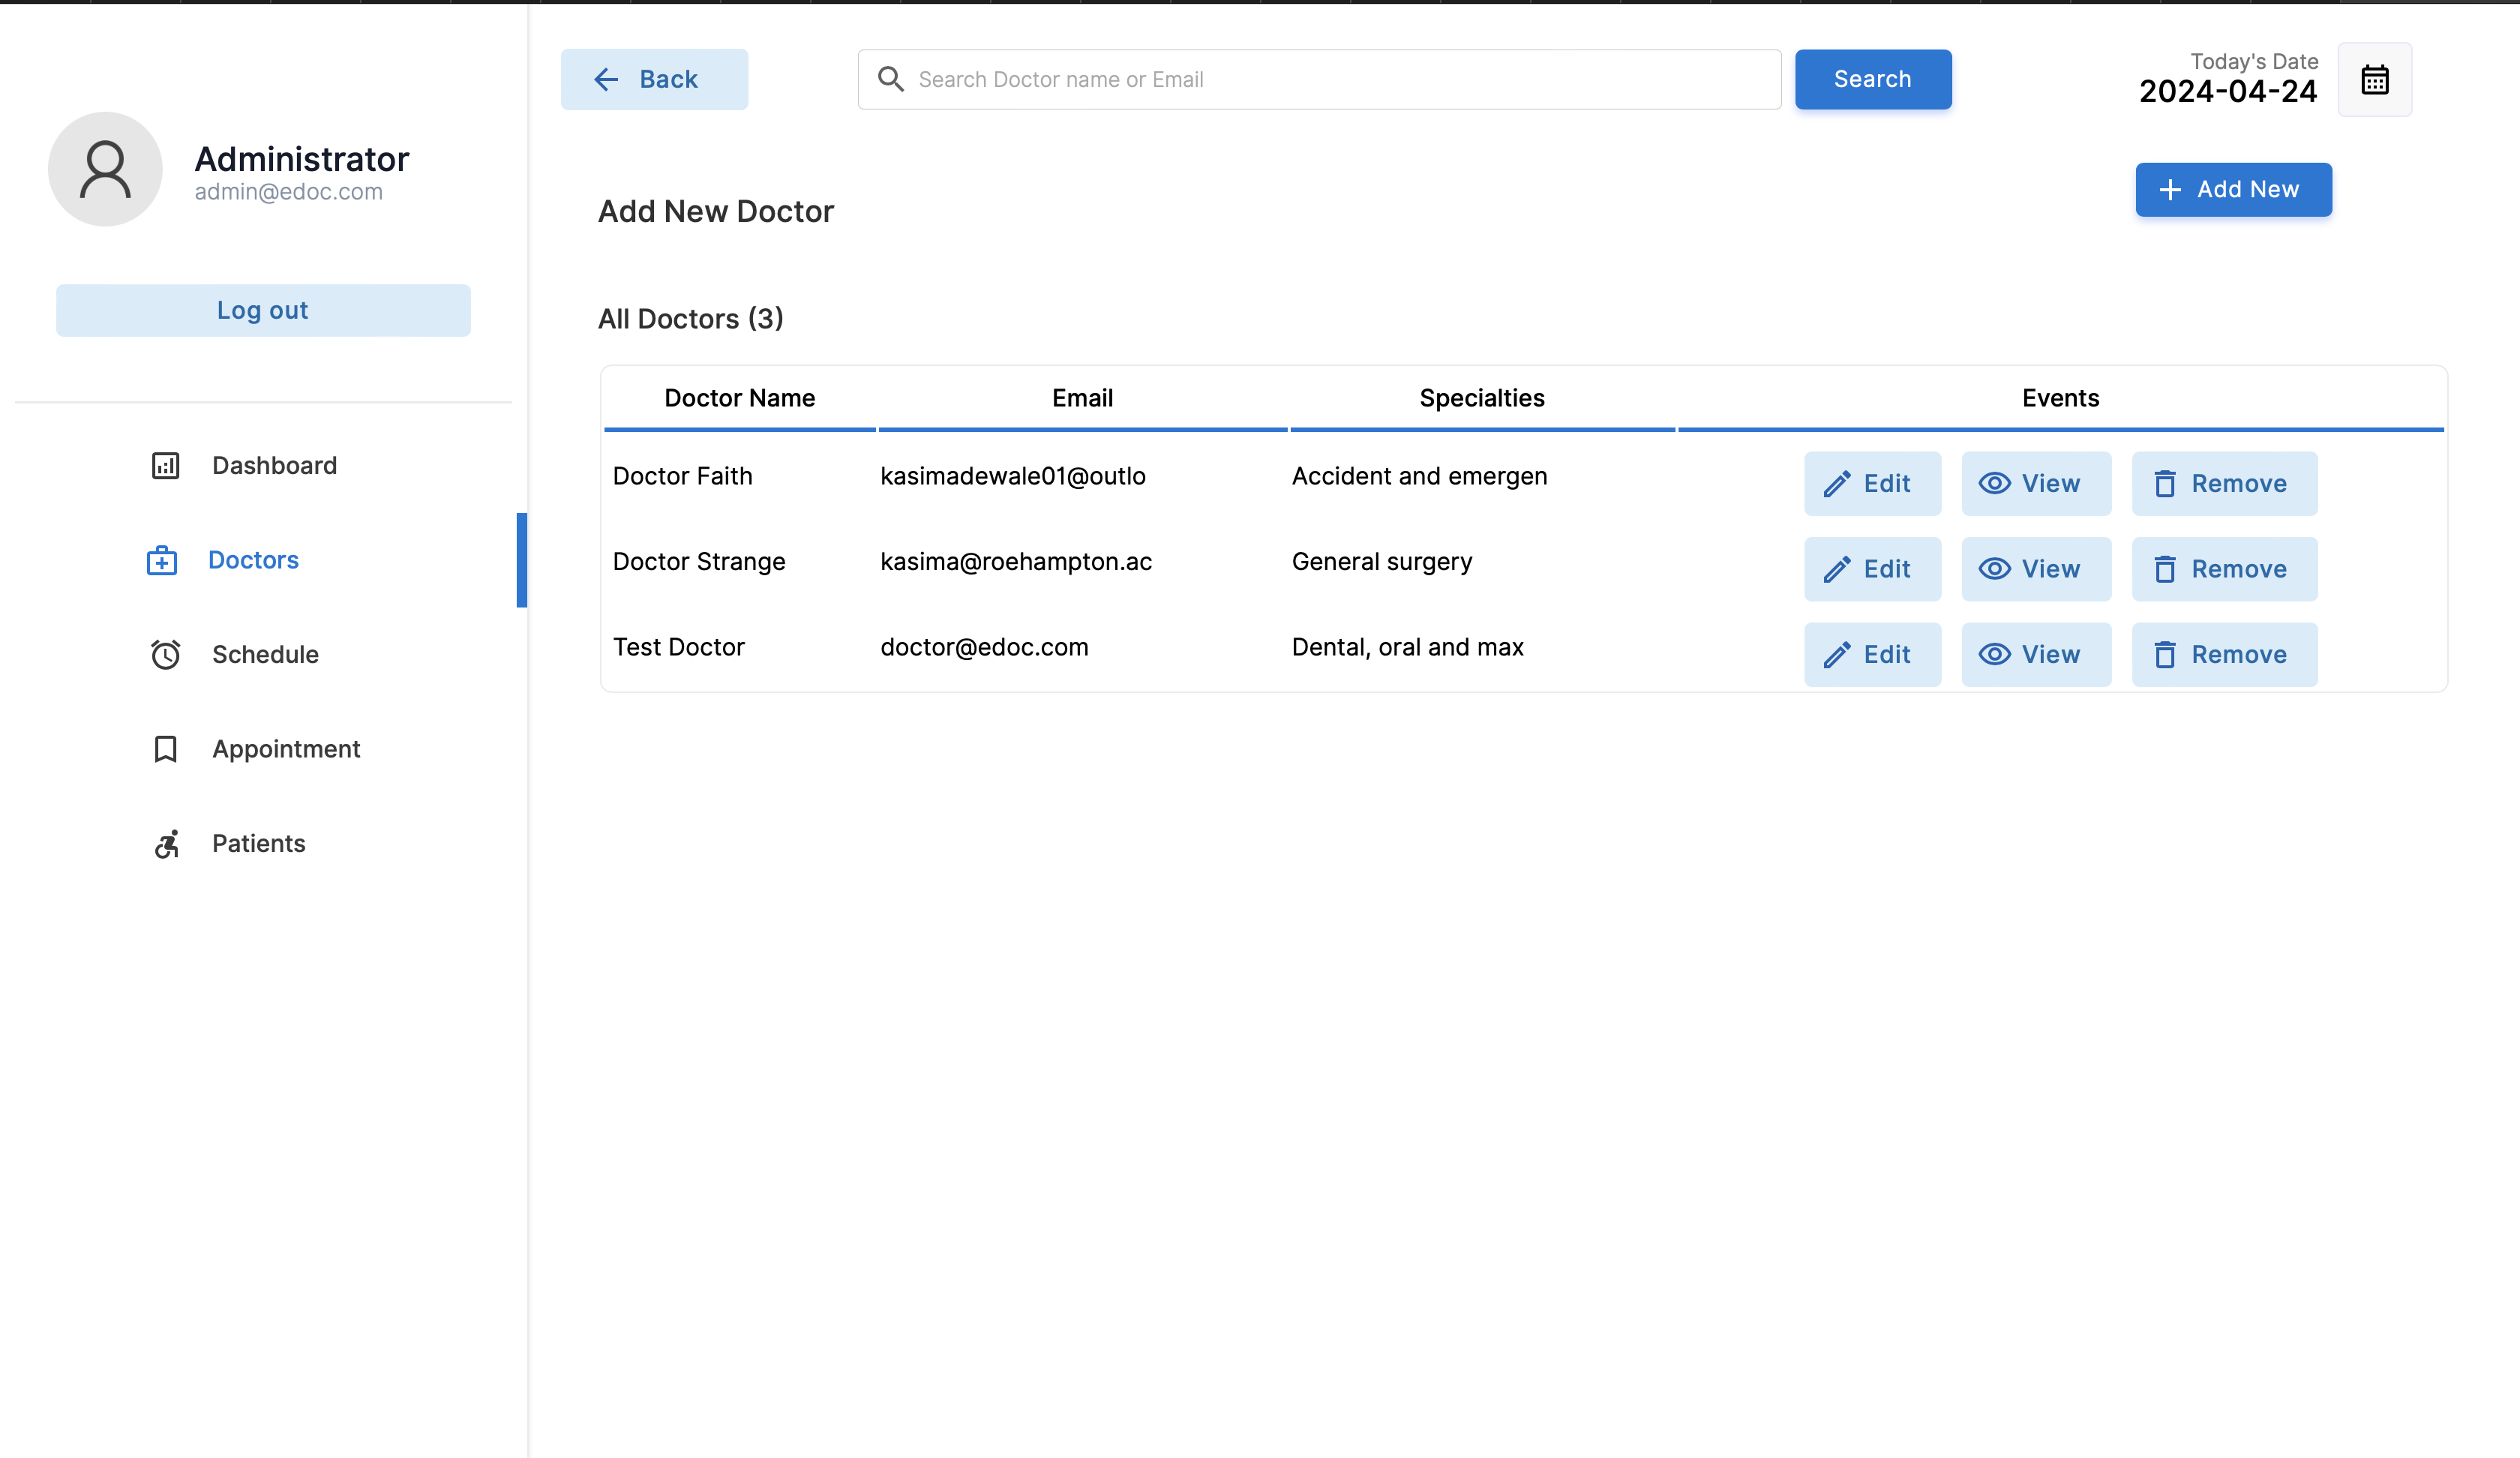 Administrator
admin@edoc.com
Log out
Dashboard
Doctors
Schedule
Appointment
Patients
Back
Search Doctor name or Email
Search
Today's Date
2024-04-24
Add New Doctor
Add New
All Doctors (3)
Doctor Name Email Specialties Events
Doctor Faith kasimadewale01@outlo Accident and emergen Edit View Remove
Doctor Strange kasima@roehampton.ac General surgery Edit View Remove
Test Doctor doctor@edoc.com Dental, oral and max Edit View Remove